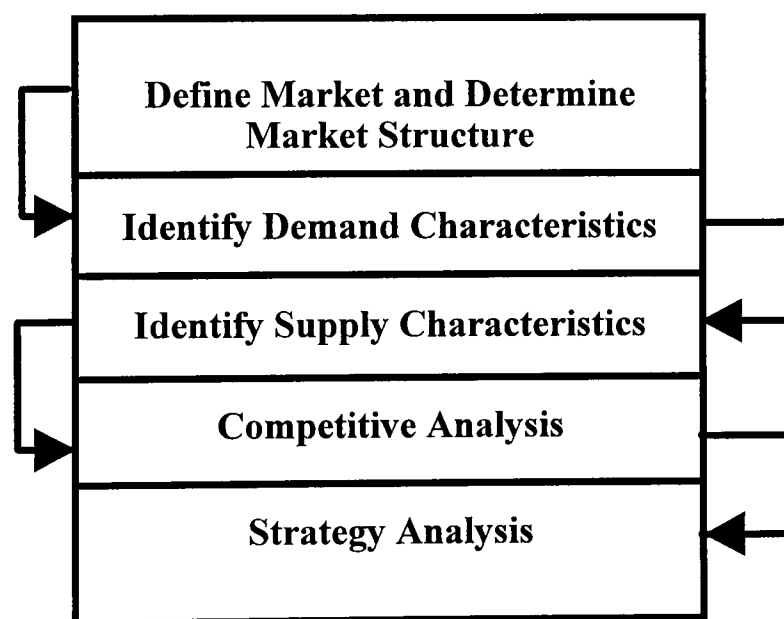 Define Market and Determine
Market Structure
Identify Demand Characteristics
Identify Supply Characteristics
Competitive Analysis
Strategy Analysis